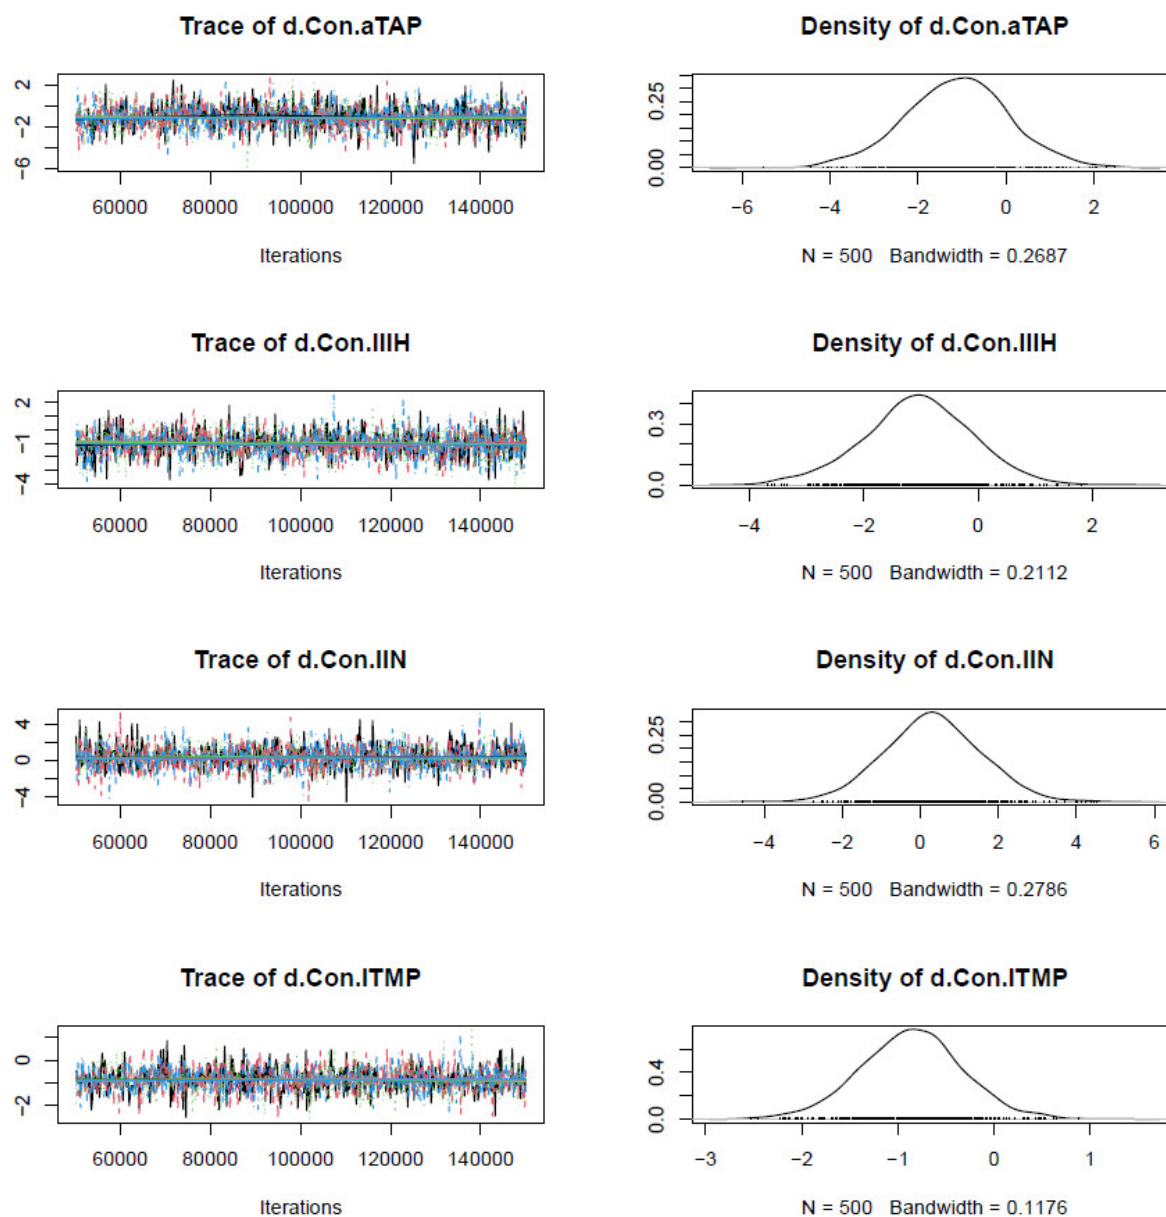 Trace of d.Con.aTAP
2
−2
−6
60000 80000 100000 120000 140000
Iterations
Density of d.Con.aTAP
0.25
0.00
−6 −4 −2 0 2
N = 500 Bandwidth = 0.2687
Trace of d.Con.IIIH
2
−1
−4
60000 80000 100000 120000 140000
Iterations
Density of d.Con.IIIH
0.3
0.0
−4 −2 0 2
N = 500 Bandwidth = 0.2112
Trace of d.Con.IIN
4
0
−4
60000 80000 100000 120000 140000
Iterations
Density of d.Con.IIN
0.25
0.00
−4 −2 0 2 4 6
N = 500 Bandwidth = 0.2786
Trace of d.Con.ITMP
0
−2
60000 80000 100000 120000 140000
Iterations
Density of d.Con.ITMP
0.4
0.0
−3 −2 −1 0 1
N = 500 Bandwidth = 0.1176